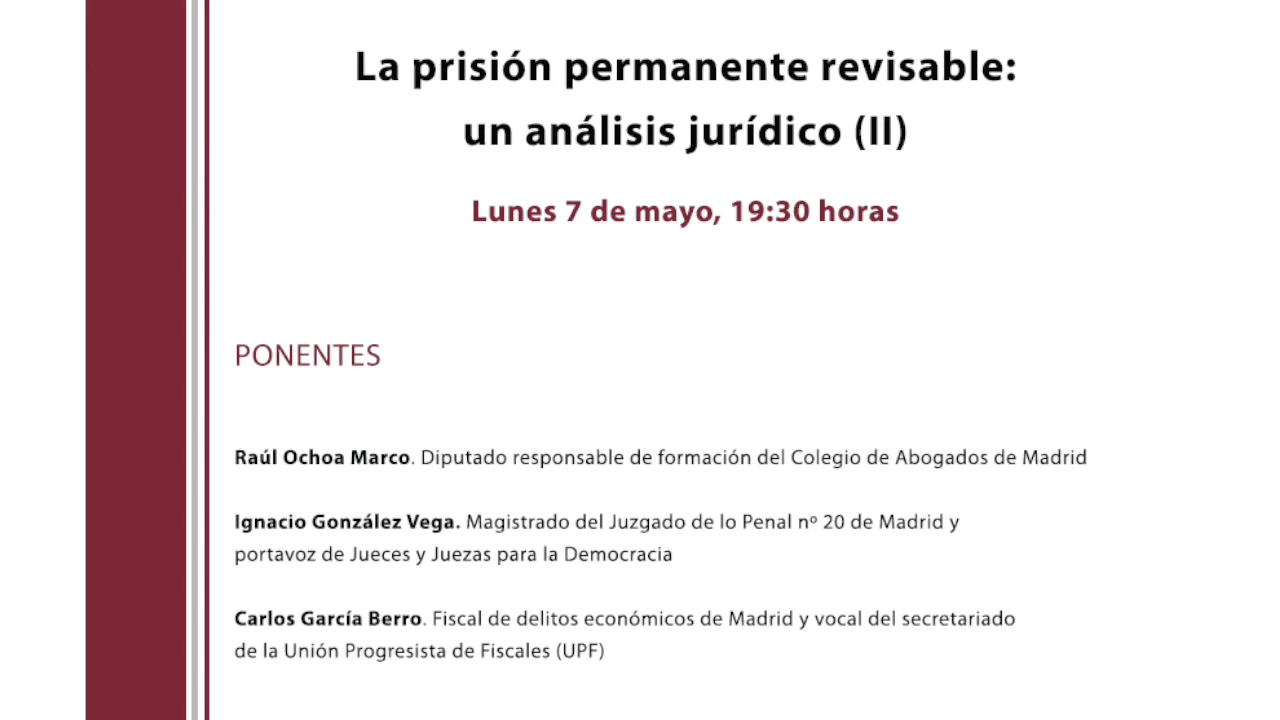 La prisión permanente revisable:
un análisis jurídico (II)
Lunes 7 de mayo, 19:30 horas
PONENTES
Raúl Ochoa Marco. Diputado responsable de formación del Colegio de Abogados de Madrid
Ignacio González Vega. Magistrado del Juzgado de lo Penal nº 20 de Madrid y
portavoz de Jueces y Juezas para la Democracia
Carlos García Berro. Fiscal de delitos económicos de Madrid y vocal del secretariado
de la Unión Progresista de Fiscales (UPF)